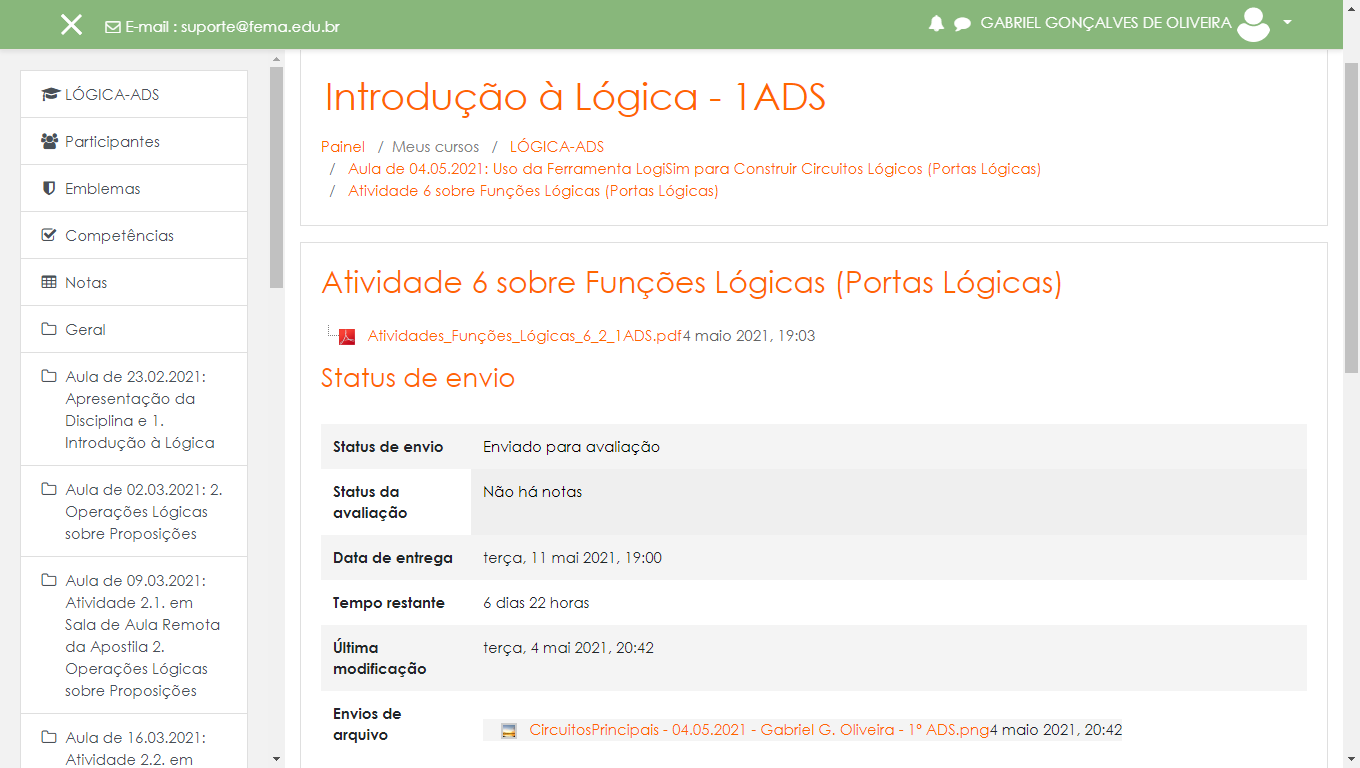 E-mail : suporte@fema.edu.br
GABRIEL GONÇALVES DE OLIVEIRA
LÓGICA-ADS
Participantes
Emblemas
Competências
Notas
Geral
Aula de 23.02.2021:
Apresentação da
Disciplina e 1.
Introdução à Lógica
Aula de 02.03.2021: 2.
Operações Lógicas
sobre Proposições
Aula de 09.03.2021:
Atividade 2.1. em
Sala de Aula Remota
da Apostila 2.
Operações Lógicas
sobre Proposições
Aula de 16.03.2021:
Atividade 2.2. em
Introdução à Lógica - 1ADS
Painel / Meus cursos / LÓGICA-ADS
/ Aula de 04.05.2021: Uso da Ferramenta LogiSim para Construir Circuitos Lógicos (Portas Lógicas)
/ Atividade 6 sobre Funções Lógicas (Portas Lógicas)
Atividade 6 sobre Funções Lógicas (Portas Lógicas)
Atividades_Funções_Lógicas_6_2_1ADS.pdf4 maio 2021, 19:03
Status de envio
Status de envio Enviado para avaliação
Status da Não há notas
avaliação
Data de entrega terça, 11 mai 2021, 19:00
Tempo restante 6 dias 22 horas
Última terça, 4 mai 2021, 20:42
modificação
Envios de
arquivo CircuitosPrincipais - 04.05.2021 - Gabriel G. Oliveira - 1º ADS.png4 maio 2021, 20:42